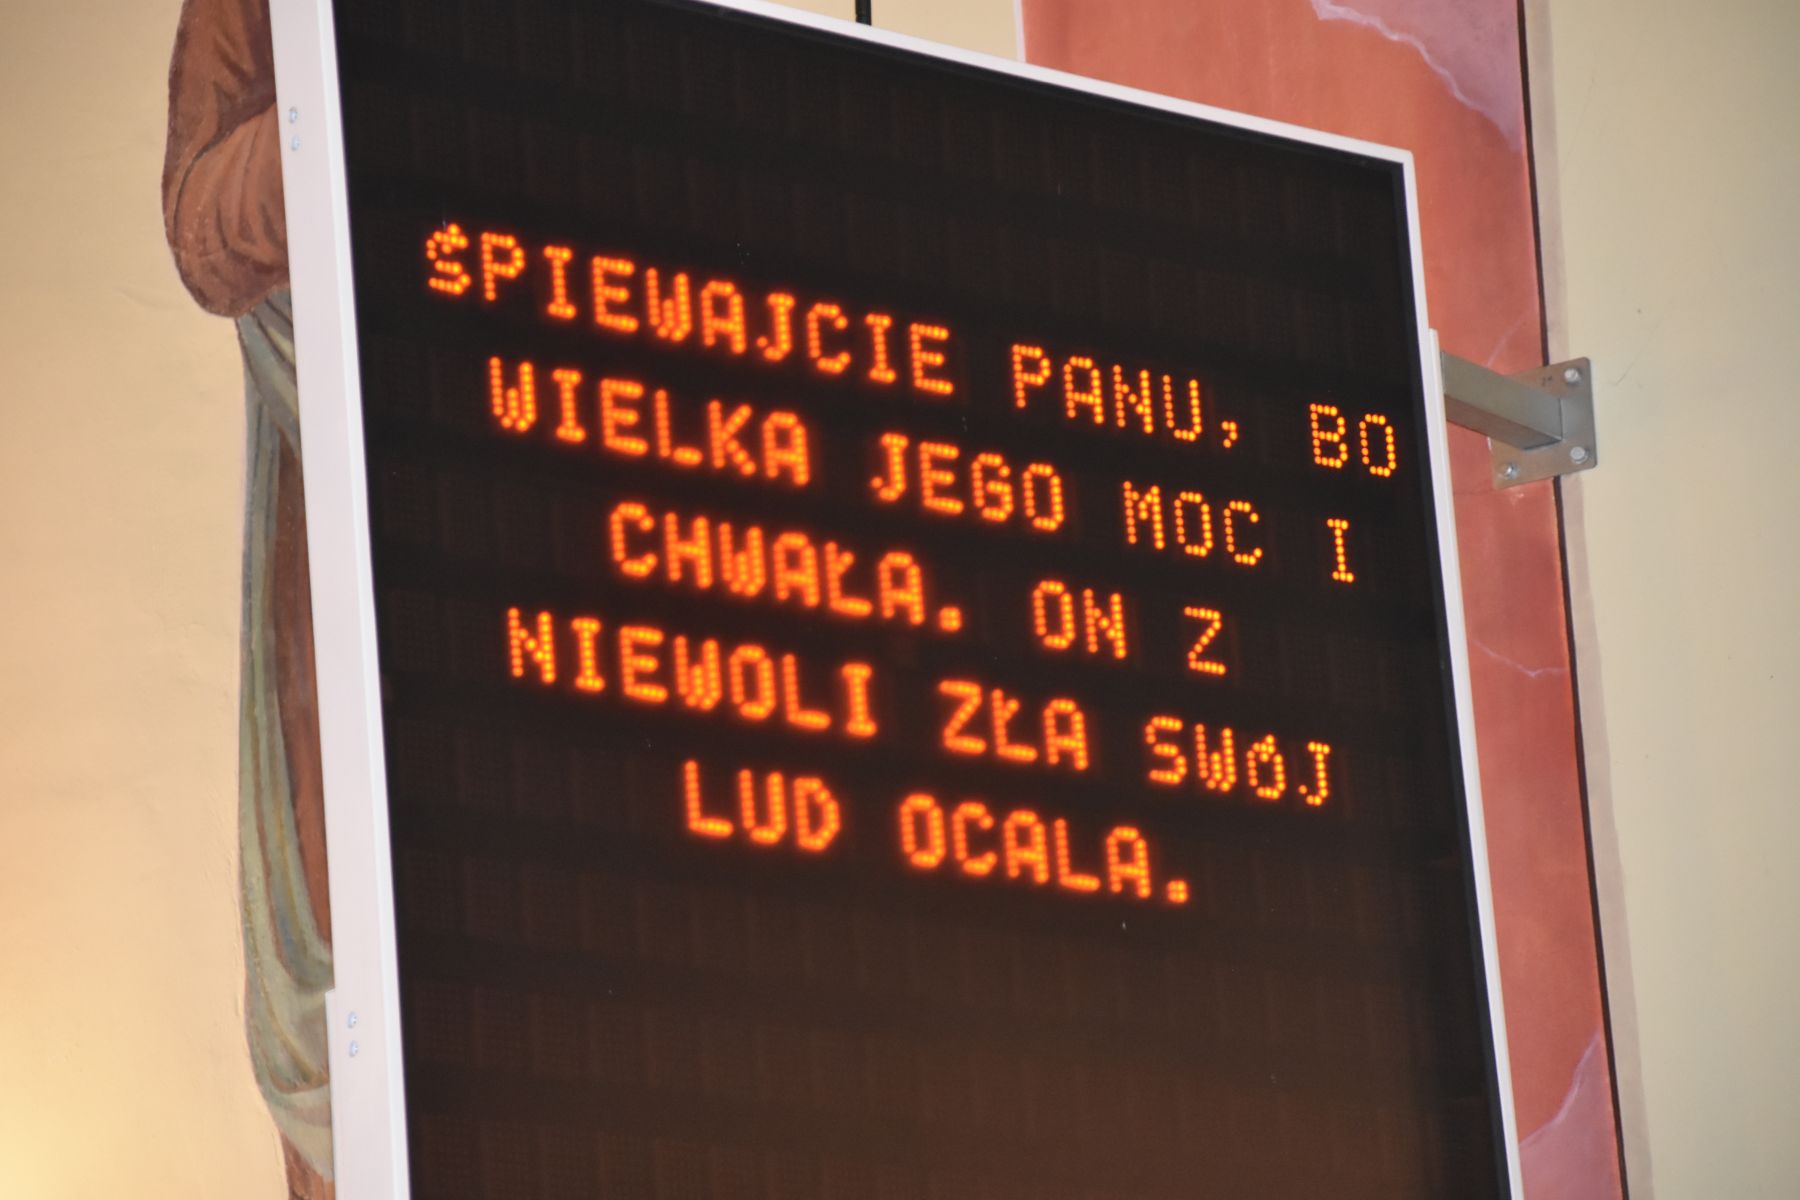 ŚPIEWAJCIE PANU, BO
WIELKA JEGO MOC I
CHWAŁA. ON Z
NIEWOLI ZŁA SWÓJ
LUD OCALA.